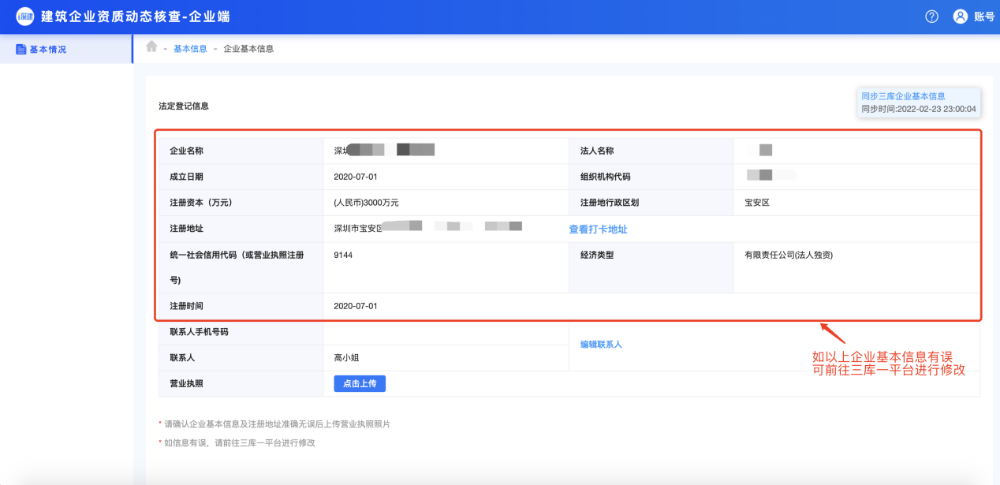 i深建 建筑企业资质动态核查-企业端 ? 账号
基本情况
- 基本信息 - 企业基本信息
法定登记信息
同步三库企业基本信息
同步时间:2022-02-23 23:00:04
企业名称 深圳 法人名称
成立日期 2020-07-01 组织机构代码
注册资本（万元） (人民币)3000万元 注册地行政区划 宝安区
注册地址 深圳市宝安区 查看打卡地址
统一社会信用代码（或营业执照注册 9144 经济类型 有限责任公司(法人独资)
号)
注册时间 2020-07-01
联系人手机号码
编辑联系人
联系人 高小姐
如以上企业基本信息有误
可前往三库一平台进行修改
营业执照 点击上传
* 请确认企业基本信息及注册地址准确无误后上传营业执照照片
* 如信息有误，请前往三库一平台进行修改